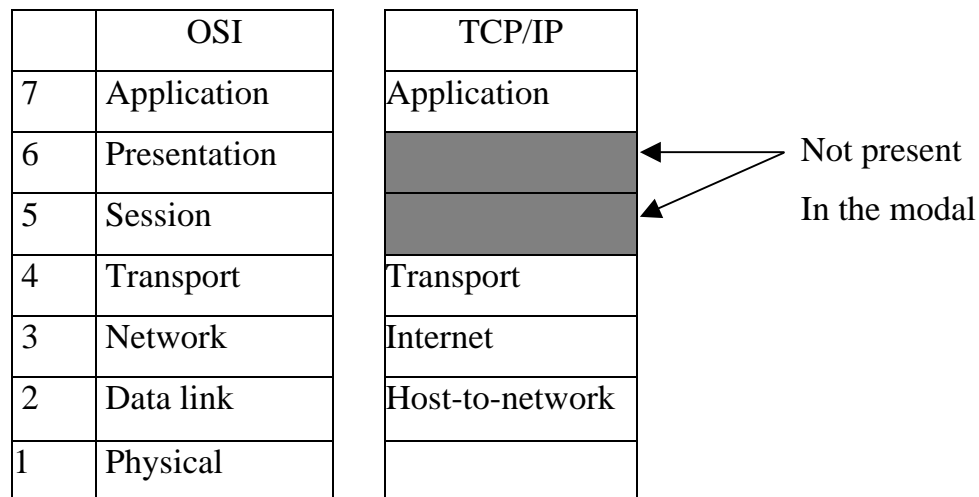 OSI TCP/IP
7 Application Application
6 Presentation Not present
5 Session In the modal
4 Transport Transport
3 Network Internet
2 Data link Host-to-network
1 Physical